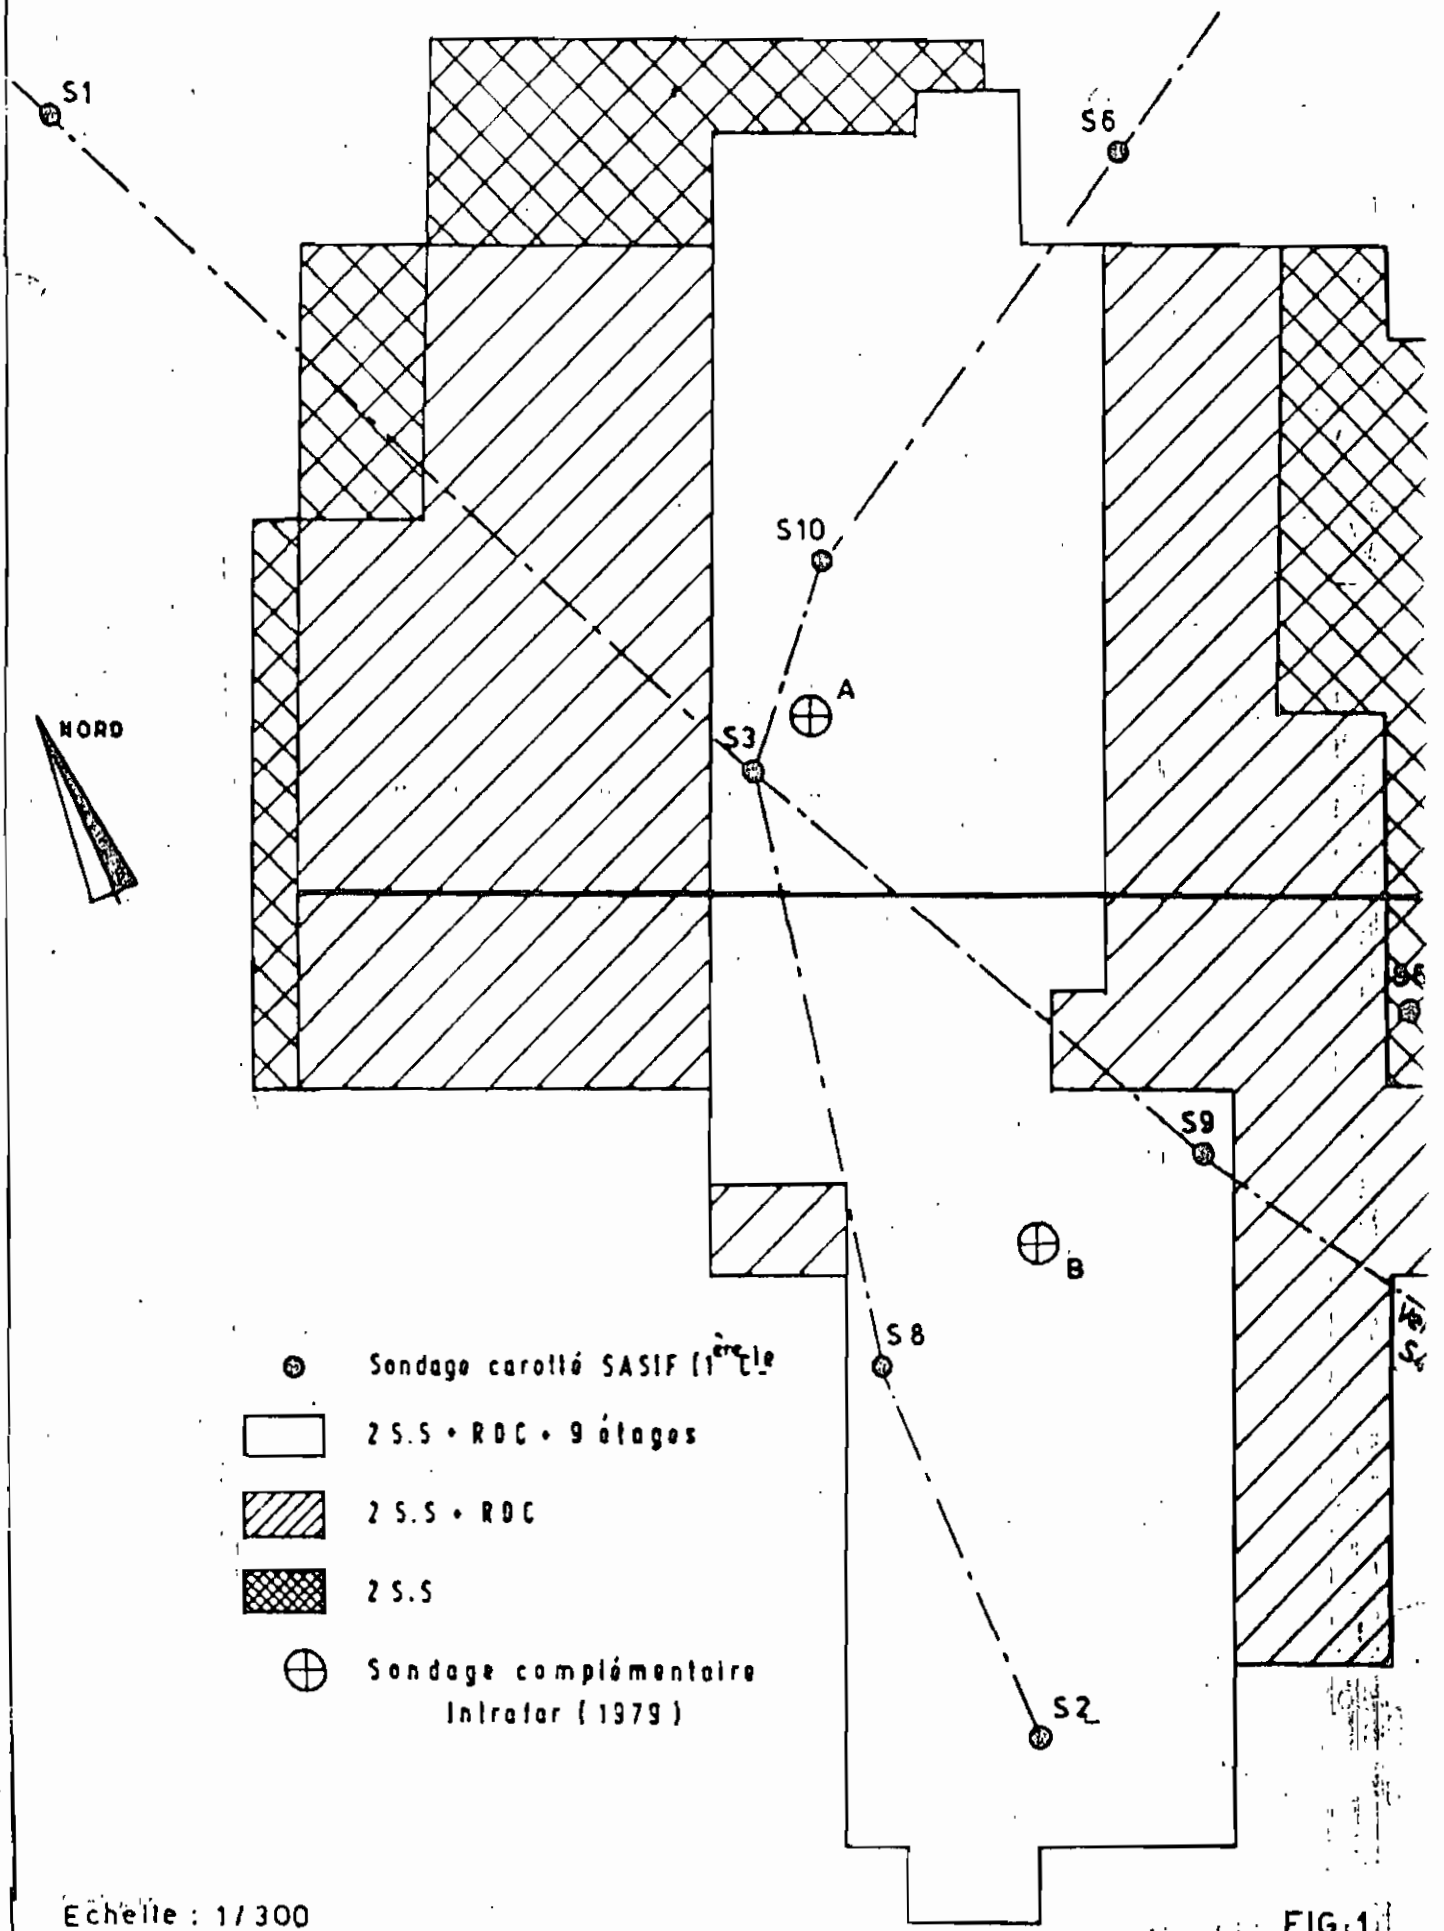 S1
S6
S10
A
NORD
S3
S9
B
S8
Sondage carotté SASIF (1ère
2 S.S + RDC + 9 étages
2 S.S + RDC
2 S.S
Sondage complémentaire
Intrafor (1979)
S2
Echelle : 1/300
FIG.1